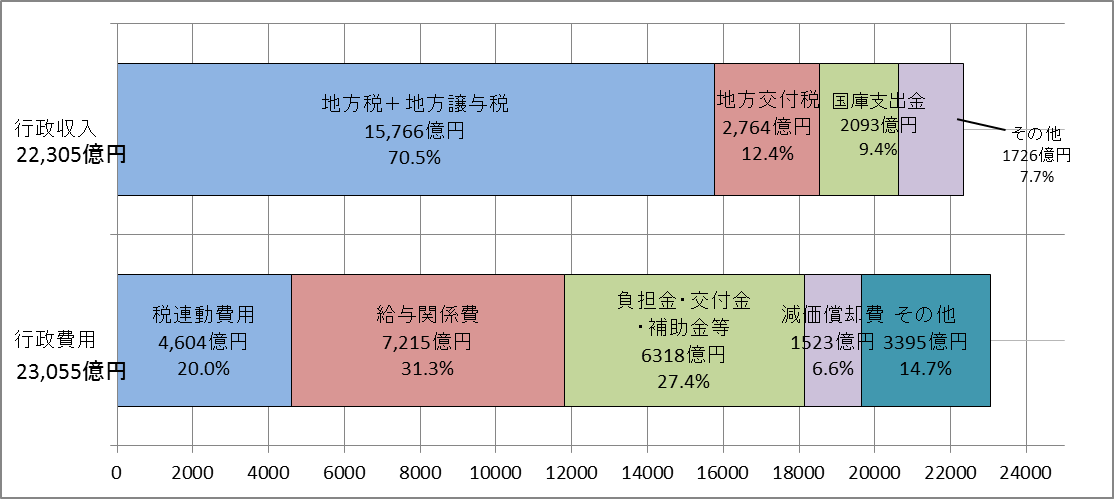 行政収入
22,305億円
地方税＋地方譲与税
15,766億円
70.5%
地方交付税
2,764億円
12.4%
国庫支出金
2093億円
9.4%
その他
1726億円
7.7%
行政費用
23,055億円
税連動費用
4,604億円
20.0%
給与関係費
7,215億円
31.3%
負担金・交付金
・補助金等
6318億円
27.4%
減価償却費
1523億円
6.6%
その他
3395億円
14.7%
0 2000 4000 6000 8000 10000 12000 14000 16000 18000 20000 22000 24000